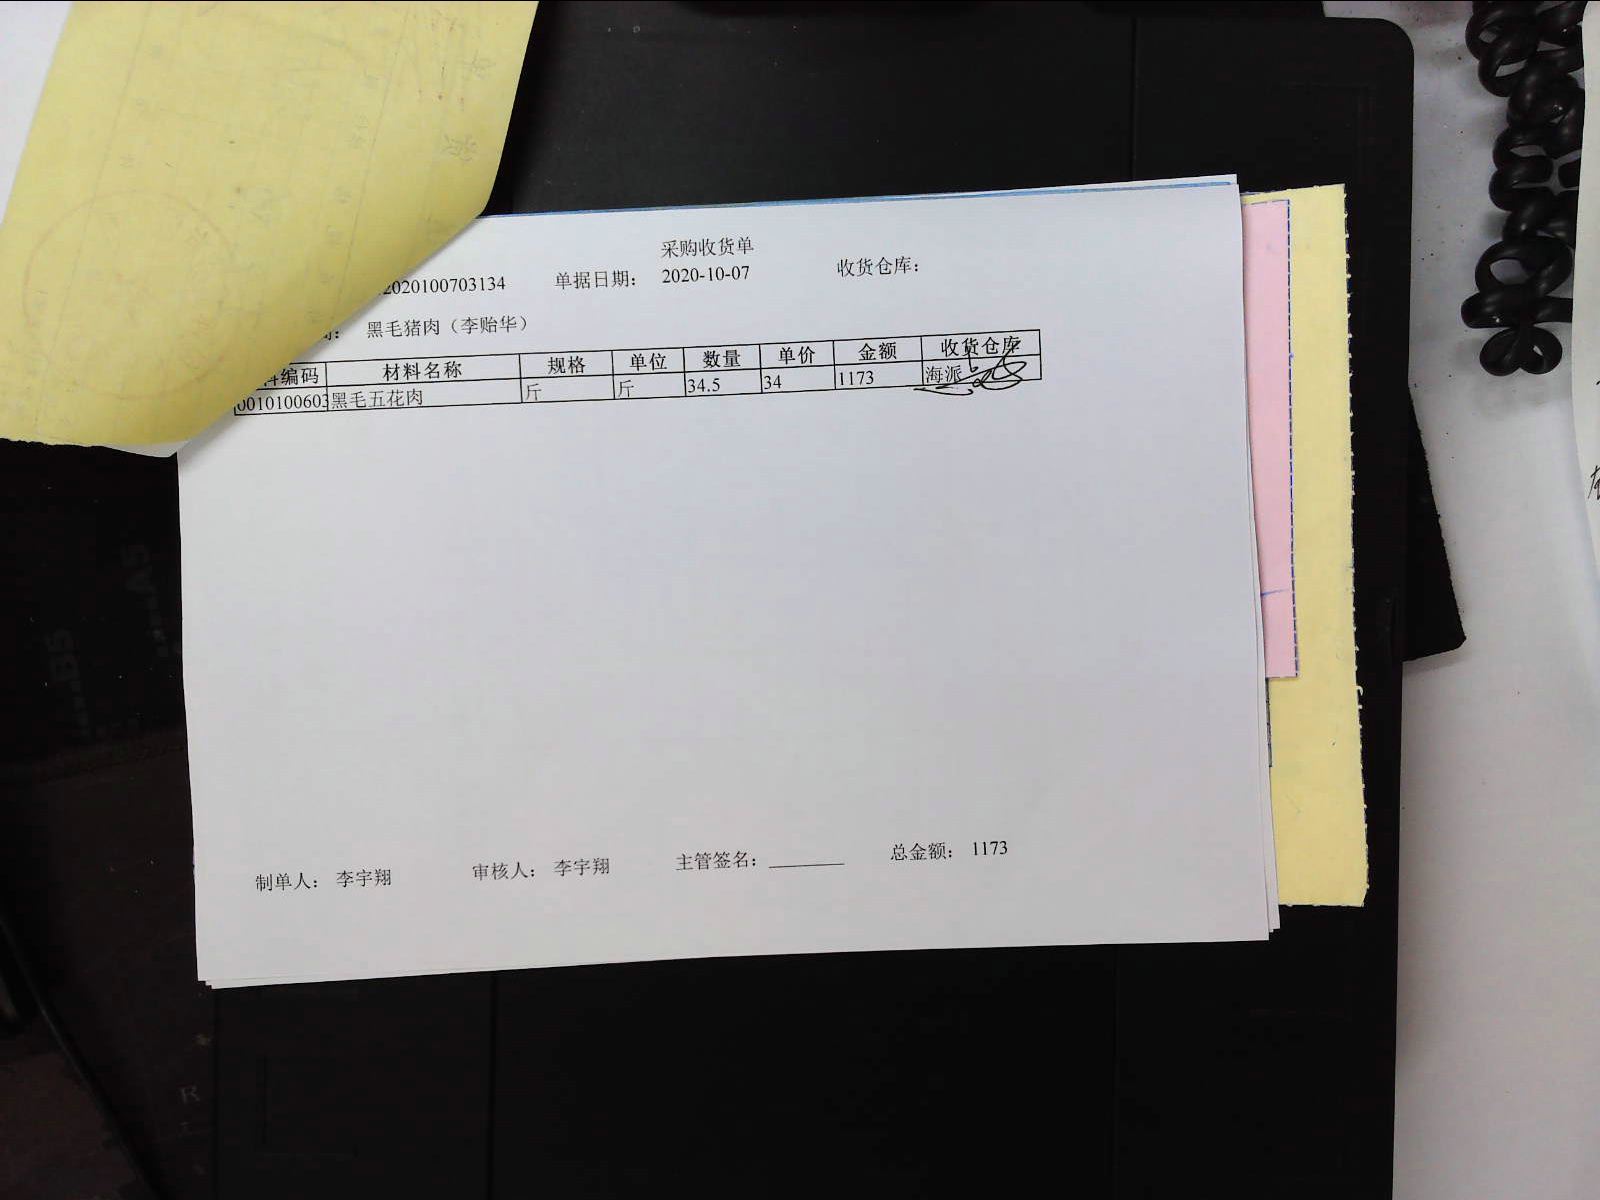 采购收货单
2020100703134 单据日期： 2020-10-07 收货仓库：
黑毛猪肉（李贻华）
编码 材料名称 规格 单位 数量 单价 金额 收货仓库
0010100603 黑毛五花肉 斤 斤 34.5 34 1173 海派
制单人： 李宇翔 审核人： 李宇翔 主管签名： 总金额： 1173